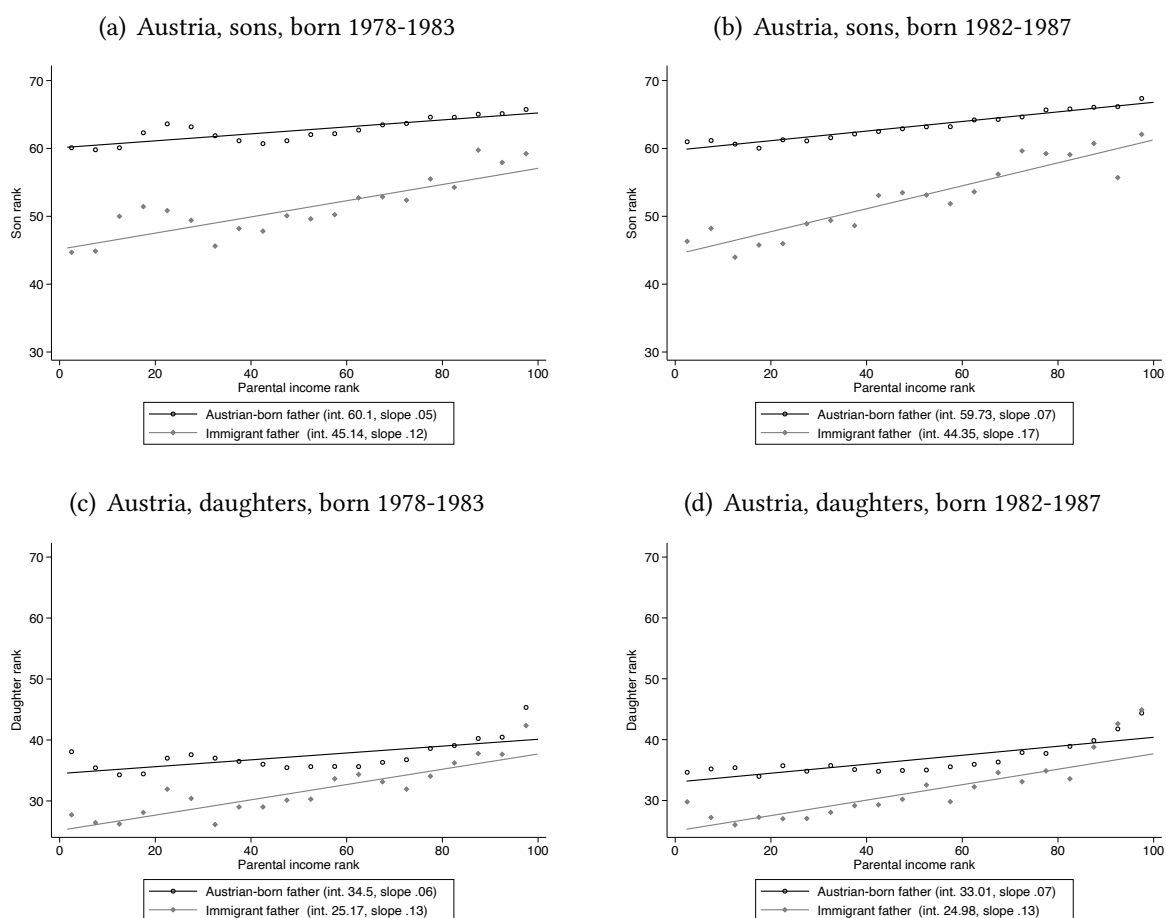 (a) Austria, sons, born 1978-1983
70
60
50
40
30
Son rank
0 20 40 60 80 100
Parental income rank
Austrian-born father (int. 60.1, slope .05)
Immigrant father (int. 45.14, slope .12)
(b) Austria, sons, born 1982-1987
70
60
50
40
30
Son rank
0 20 40 60 80 100
Parental income rank
Austrian-born father (int. 59.73, slope .07)
Immigrant father (int. 44.35, slope .17)
(c) Austria, daughters, born 1978-1983
70
60
50
40
30
Daughter rank
0 20 40 60 80 100
Parental income rank
Austrian-born father (int. 34.5, slope .06)
Immigrant father (int. 25.17, slope .13)
(d) Austria, daughters, born 1982-1987
70
60
50
40
30
Daughter rank
0 20 40 60 80 100
Parental income rank
Austrian-born father (int. 33.01, slope .07)
Immigrant father (int. 24.98, slope .13)